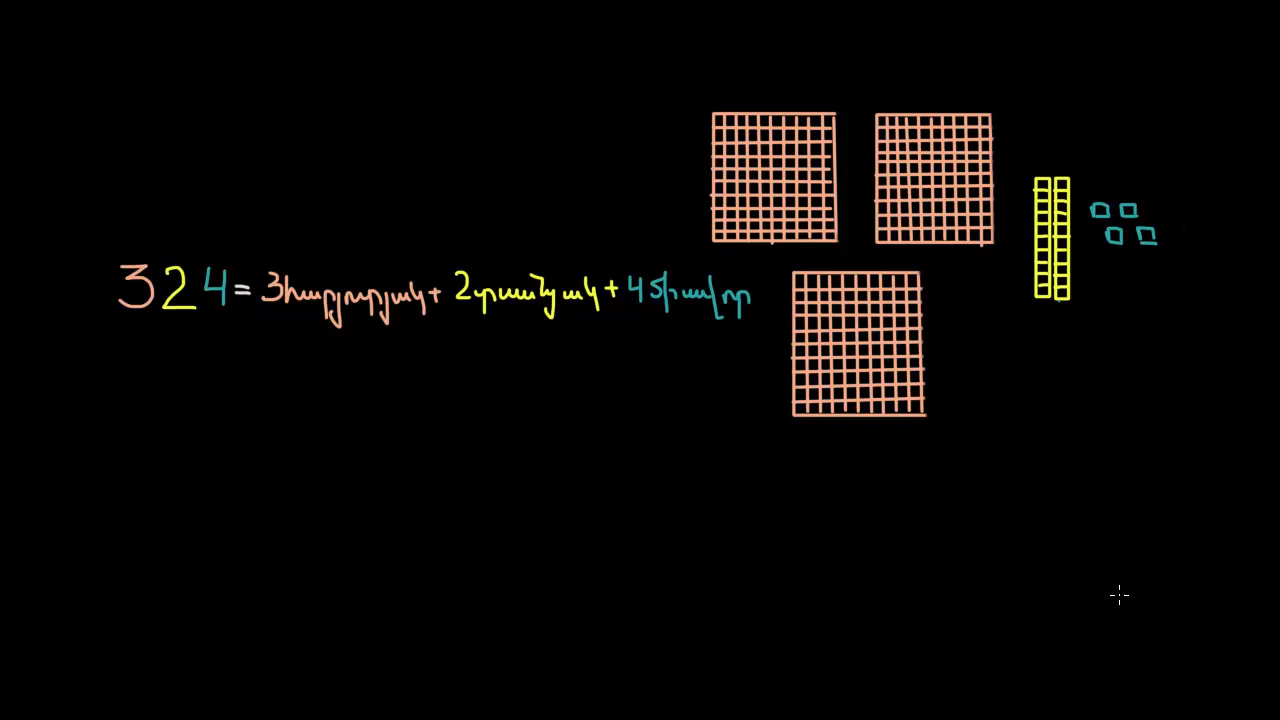 324 = 3 հարյուրյակ + 2 տասնյակ + 4 միավոր